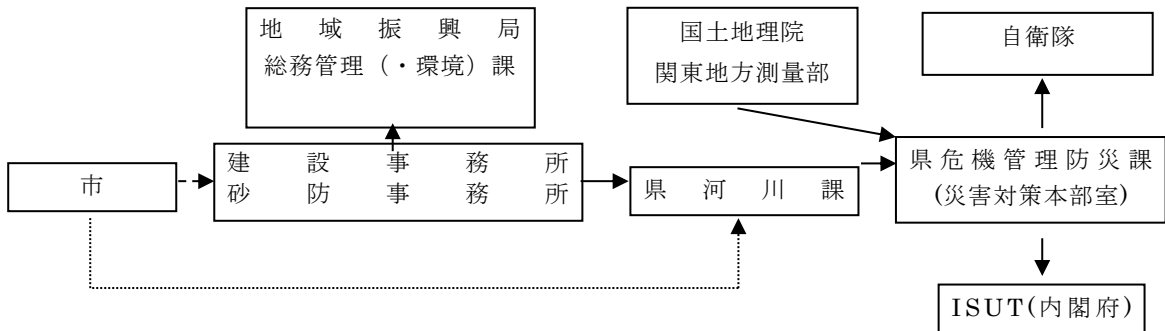 地域振興局
総務管理（・環境）課
国土地理院
関東地方測量部
自衛隊
市
建設事務所
砂防事務所
県河川課
県危機管理防災課
(災害対策本部室)
ISUT(内閣府)